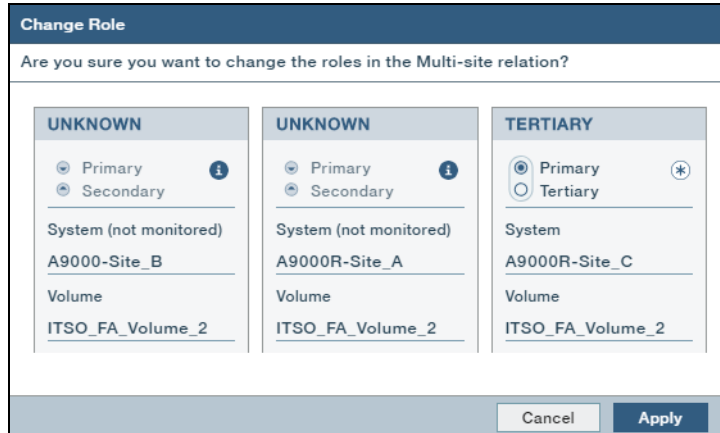 Change Role
Are you sure you want to change the roles in the Multi-site relation?
UNKNOWN
Primary
Secondary
System (not monitored)
A9000-Site_B
Volume
ITSO_FA_Volume_2
UNKNOWN
Primary
Secondary
System (not monitored)
A9000R-Site_A
Volume
ITSO_FA_Volume_2
TERTIARY
Primary
Tertiary
System
A9000R-Site_C
Volume
ITSO_FA_Volume_2
Cancel
Apply